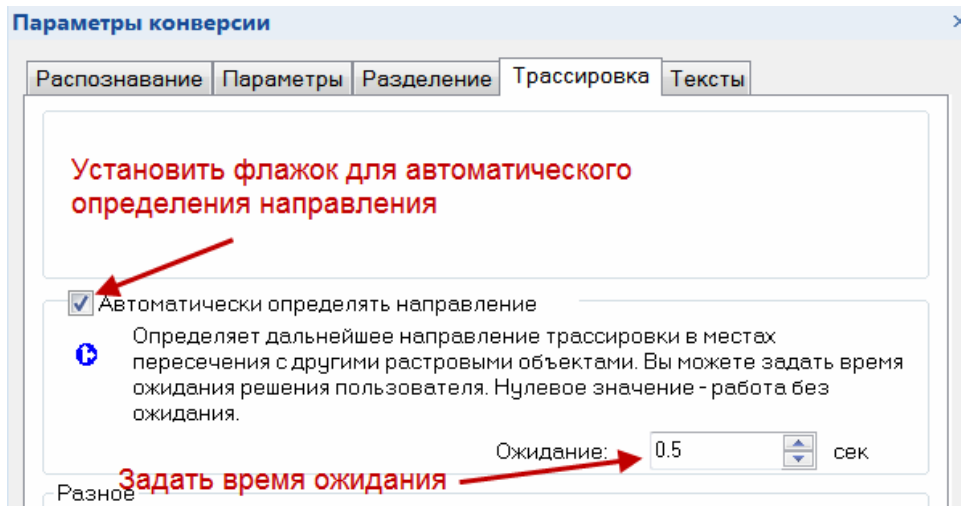 Параметры конверсии
Распознавание Параметры Разделение Трассировка Тексты
Установить флажок для автоматического
определения направления
Автоматически определять направление
Определяет дальнейшее направление трассировки в местах
пересечения с другими растровыми объектами. Вы можете задать время
ожидания решения пользователя. Нулевое значение - работа без
ожидания.
Ожидание: 0.5 сек
Задать время ожидания
Разное